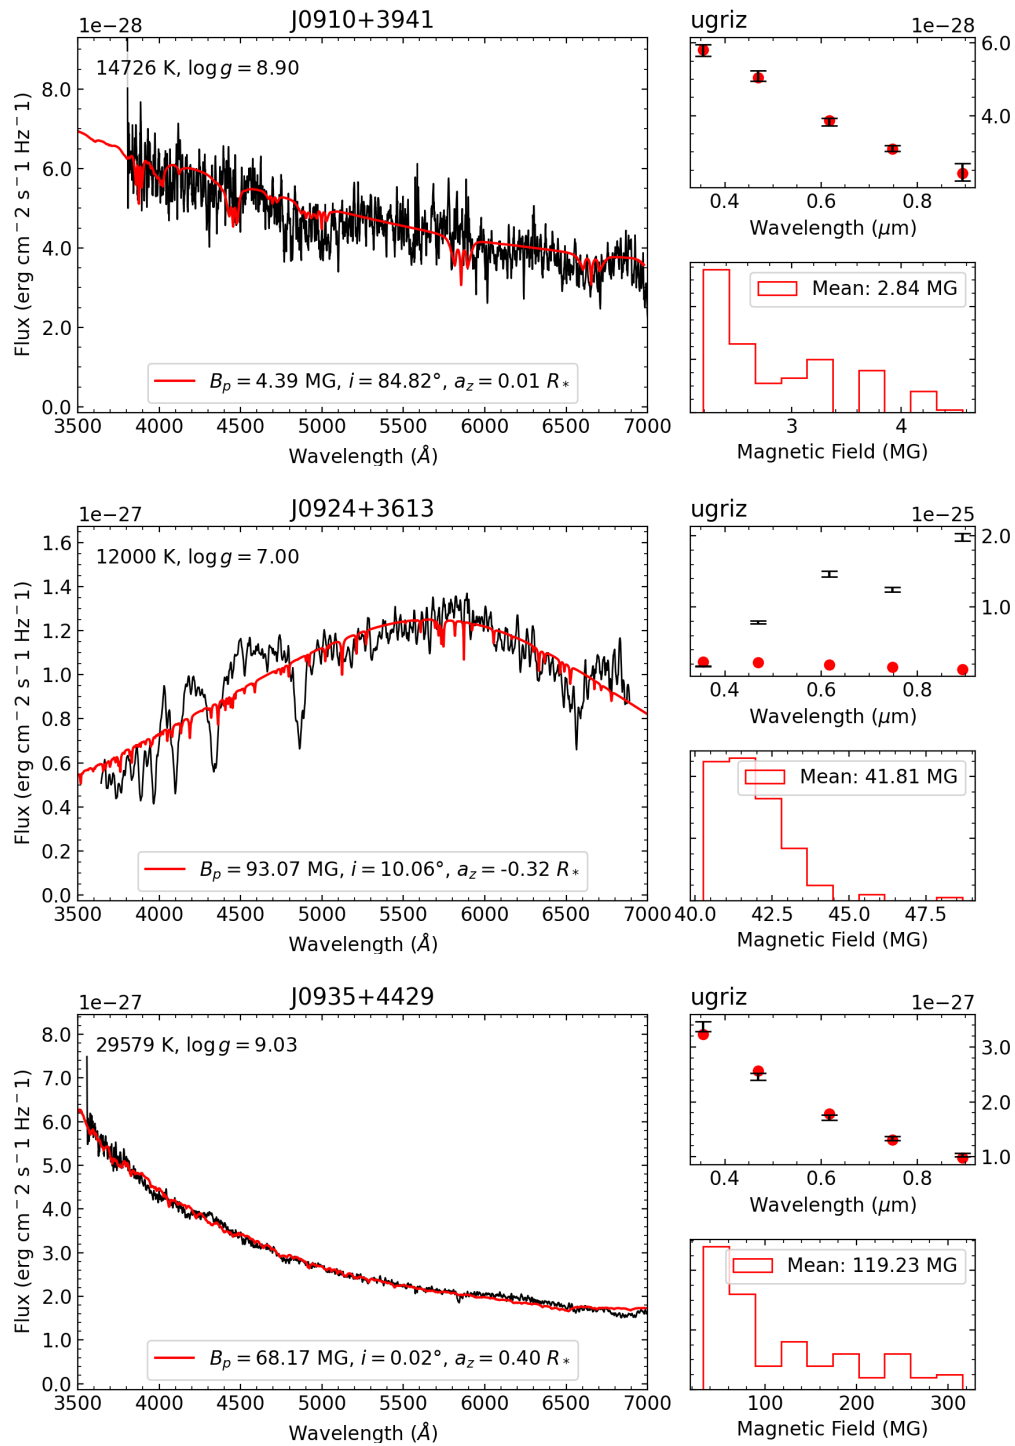 J0910+3941
1e−28
14726 K, log g = 8.90
Flux (erg cm−2 s−1 Hz−1)
8.0
6.0
4.0
2.0
0.0
Bp = 4.39 MG, i = 84.82°, az = 0.01 R*
3500 4000 4500 5000 5500 6000 6500 7000
Wavelength (Å)
ugriz 1e−28
6.0
4.0
0.4 0.6 0.8
Wavelength (μm)
Mean: 2.84 MG
3 4
Magnetic Field (MG)
J0924+3613
1e−27
12000 K, log g = 7.00
Flux (erg cm−2 s−1 Hz−1)
1.6
1.4
1.2
1.0
0.8
0.6
0.4
0.2
0.0
Bp = 93.07 MG, i = 10.06°, az = -0.32 R*
3500 4000 4500 5000 5500 6000 6500 7000
Wavelength (Å)
ugriz 1e−25
2.0
1.0
0.4 0.6 0.8
Wavelength (μm)
Mean: 41.81 MG
40.0 42.5 45.0 47.5
Magnetic Field (MG)
J0935+4429
1e−27
29579 K, log g = 9.03
Flux (erg cm−2 s−1 Hz−1)
8.0
7.0
6.0
5.0
4.0
3.0
2.0
1.0
0.0
Bp = 68.17 MG, i = 0.02°, az = 0.40 R*
3500 4000 4500 5000 5500 6000 6500 7000
Wavelength (Å)
ugriz 1e−27
3.0
2.0
1.0
0.4 0.6 0.8
Wavelength (μm)
Mean: 119.23 MG
100 200 300
Magnetic Field (MG)